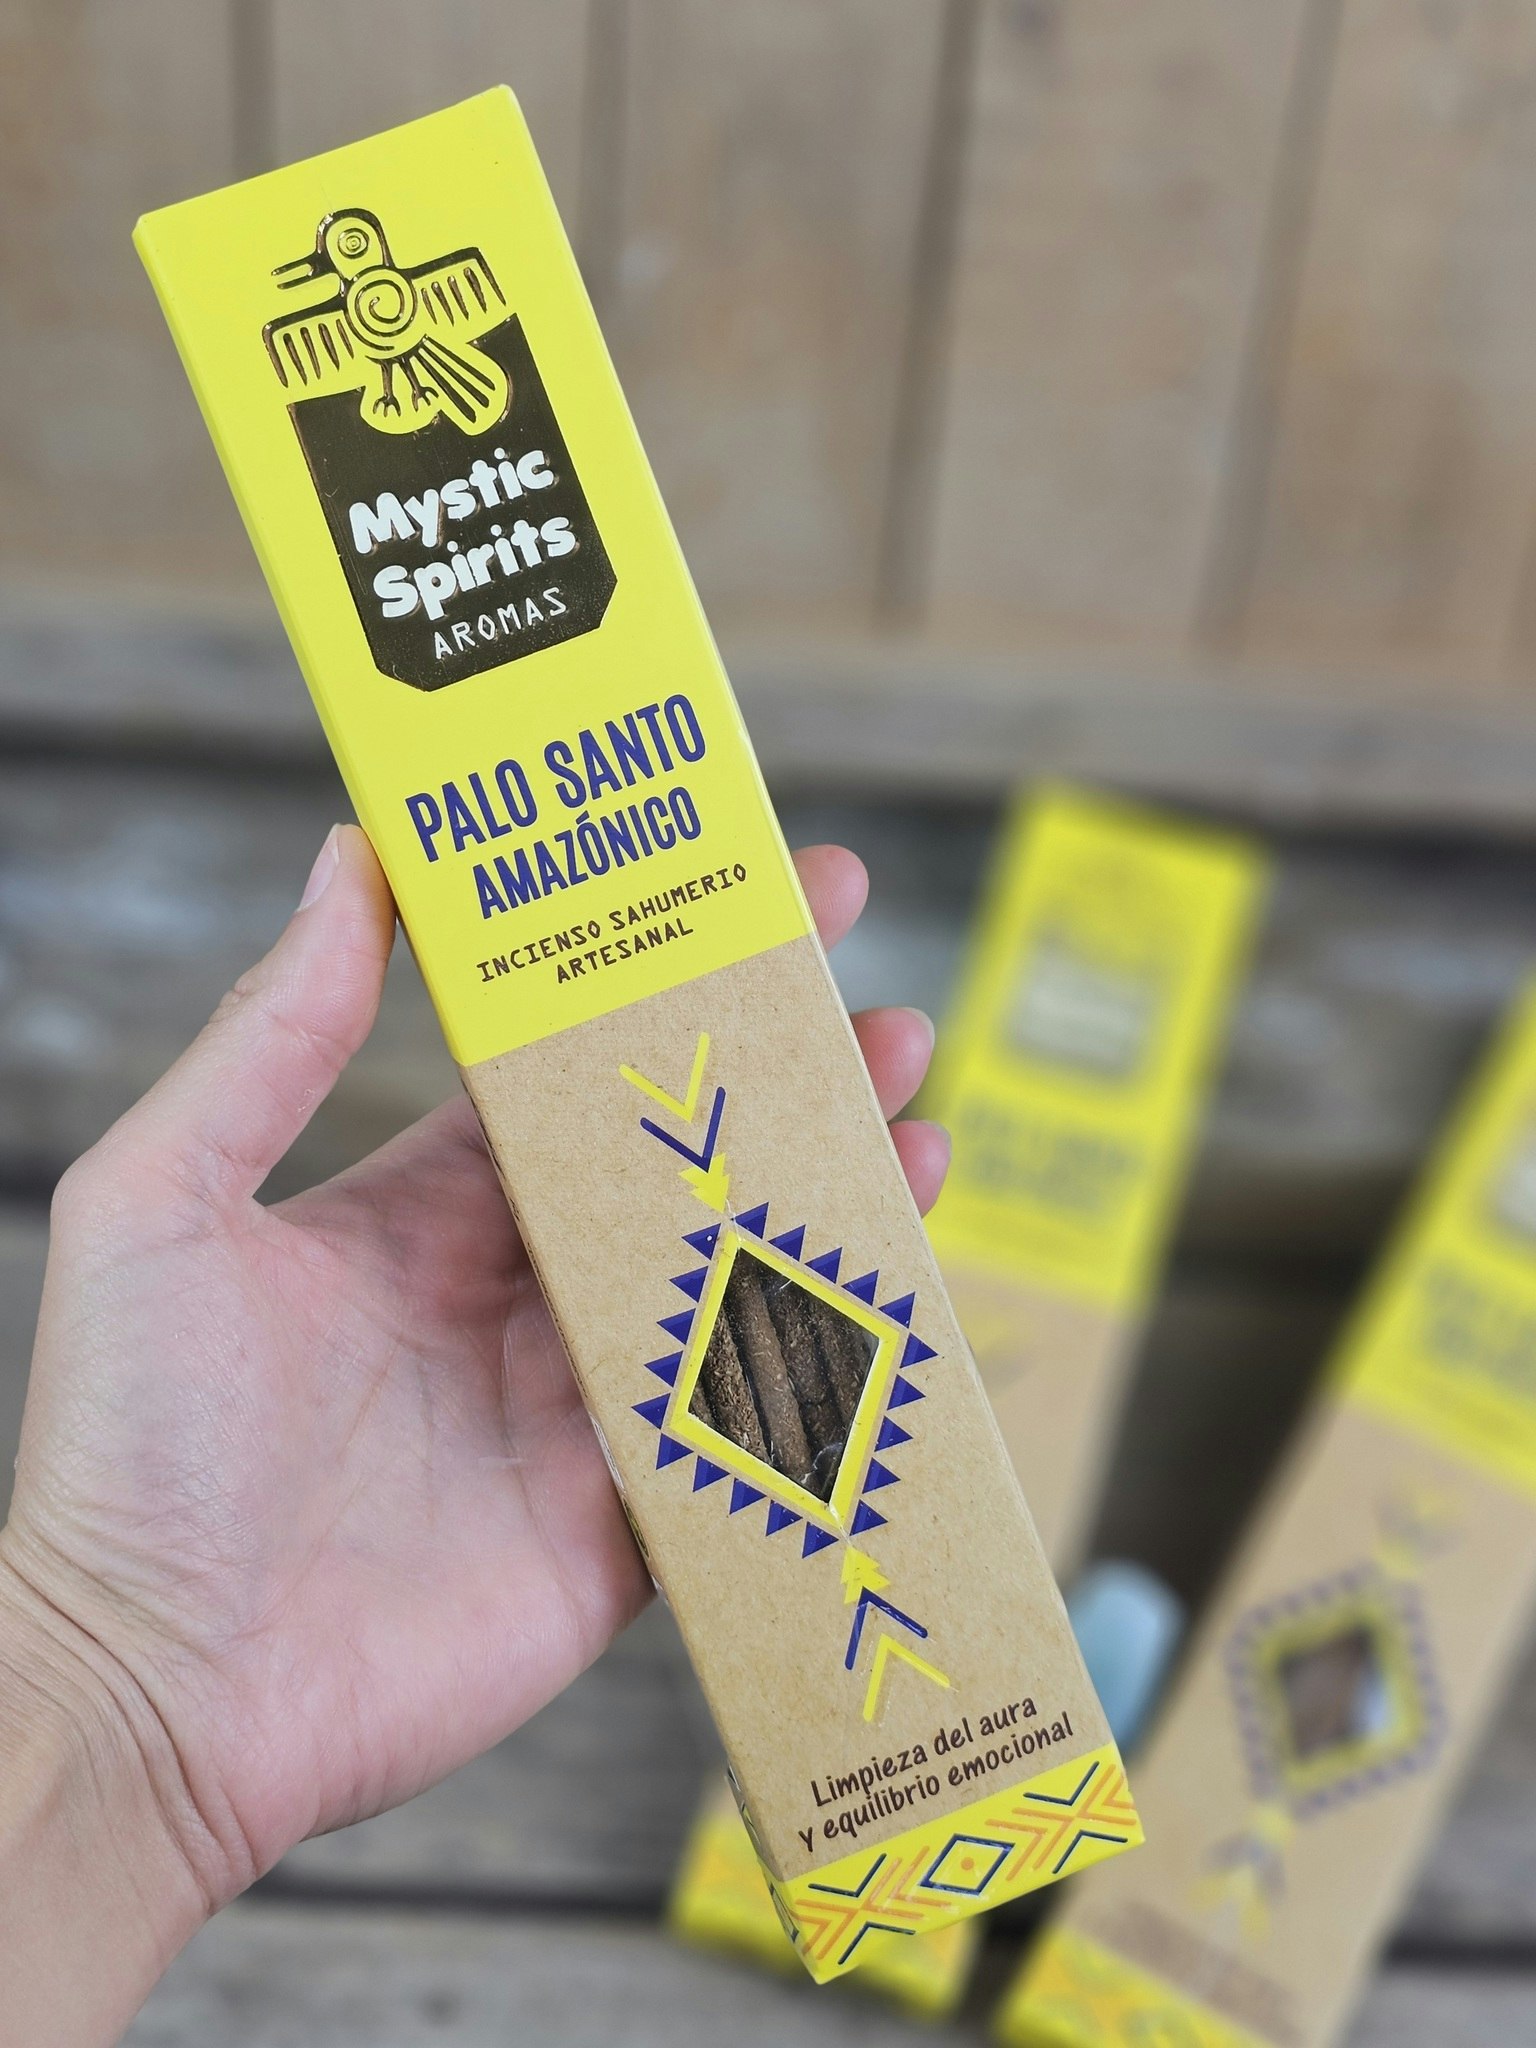 Mystic
Spirits
AROMAS
PALO SANTO
AMAZÓNICO
INCIENSO SAHUMERIO
ARTESANAL
Limpieza del aura
y equilibrio emocional